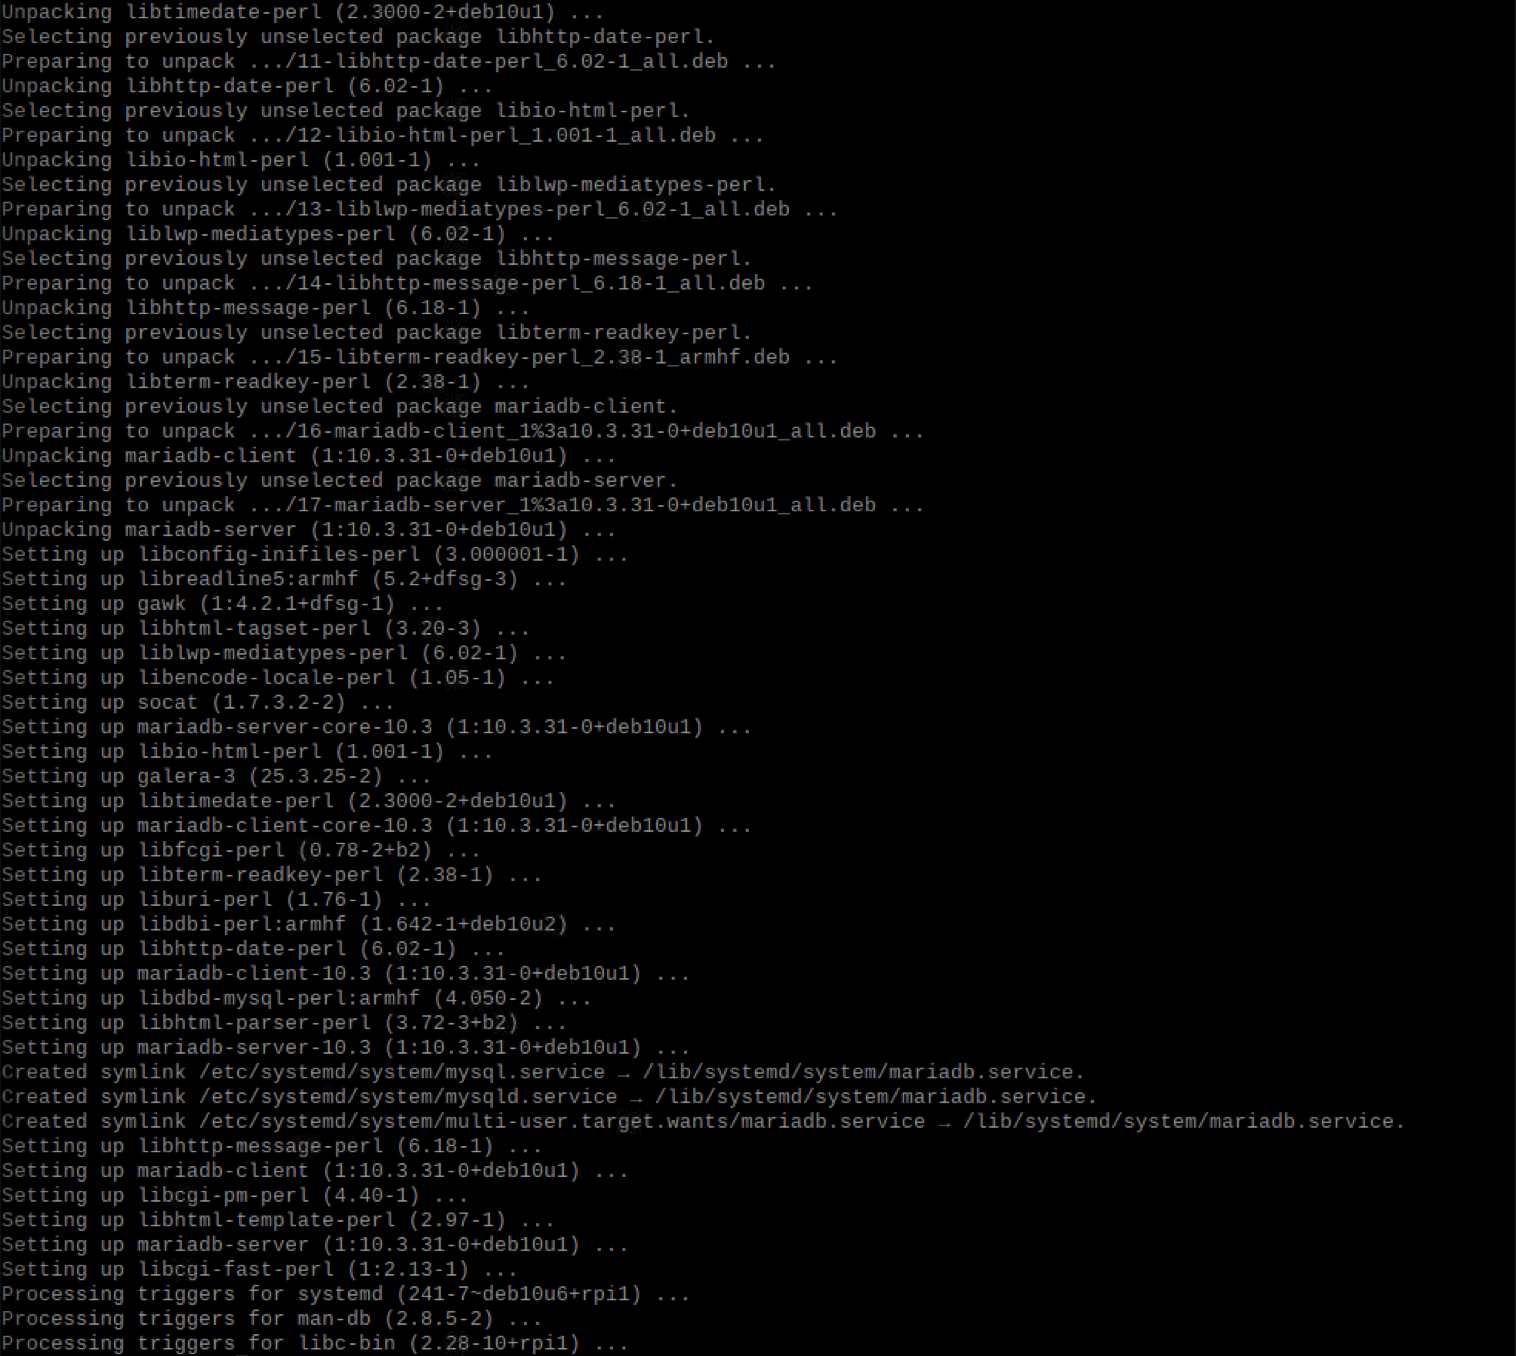 Unpacking libtimedate-perl (2.3000-2+deb10u1) ...
Selecting previously unselected package libhttp-date-perl.
Preparing to unpack .../11-libhttp-date-perl_6.02-1_all.deb ...
Unpacking libhttp-date-perl (6.02-1) ...
Selecting previously unselected package libio-html-perl.
Preparing to unpack .../12-libio-html-perl_1.001-1_all.deb ...
Unpacking libio-html-perl (1.001-1) ...
Selecting previously unselected package liblwp-mediatypes-perl.
Preparing to unpack .../13-liblwp-mediatypes-perl_6.02-1_all.deb ...
Unpacking liblwp-mediatypes-perl (6.02-1) ...
Selecting previously unselected package libhttp-message-perl.
Preparing to unpack .../14-libhttp-message-perl_6.18-1_all.deb ...
Unpacking libhttp-message-perl (6.18-1) ...
Selecting previously unselected package libterm-readkey-perl.
Preparing to unpack .../15-libterm-readkey-perl_2.38-1_armhf.deb ...
Unpacking libterm-readkey-perl (2.38-1) ...
Selecting previously unselected package mariadb-client.
Preparing to unpack .../16-mariadb-client_1%3a10.3.31-0+deb10u1_all.deb ...
Unpacking mariadb-client (1:10.3.31-0+deb10u1) ...
Selecting previously unselected package mariadb-server.
Preparing to unpack .../17-mariadb-server_1%3a10.3.31-0+deb10u1_all.deb ...
Unpacking mariadb-server (1:10.3.31-0+deb10u1) ...
Setting up libconfig-inifiles-perl (3.000001-1) ...
Setting up libreadline5:armhf (5.2+dfsg-3) ...
Setting up gawk (1:4.2.1+dfsg-1) ...
Setting up libhtml-tagset-perl (3.20-3) ...
Setting up liblwp-mediatypes-perl (6.02-1) ...
Setting up libencode-locale-perl (1.05-1) ...
Setting up socat (1.7.3.2-2) ...
Setting up mariadb-server-core-10.3 (1:10.3.31-0+deb10u1) ...
Setting up libio-html-perl (1.001-1) ...
Setting up galera-3 (25.3.25-2) ...
Setting up libtimedate-perl (2.3000-2+deb10u1) ...
Setting up mariadb-client-core-10.3 (1:10.3.31-0+deb10u1) ...
Setting up libfcgi-perl (0.78-2+b2) ...
Setting up libterm-readkey-perl (2.38-1) ...
Setting up liburi-perl (1.76-1) ...
Setting up libdbi-perl:armhf (1.642-1+deb10u2) ...
Setting up libhttp-date-perl (6.02-1) ...
Setting up mariadb-client-10.3 (1:10.3.31-0+deb10u1) ...
Setting up libdbd-mysql-perl:armhf (4.050-2) ...
Setting up libhtml-parser-perl (3.72-3+b2) ...
Setting up mariadb-server-10.3 (1:10.3.31-0+deb10u1) ...
Created symlink /etc/systemd/system/mysql.service → /lib/systemd/system/mariadb.service.
Created symlink /etc/systemd/system/mysqld.service → /lib/systemd/system/mariadb.service.
Created symlink /etc/systemd/system/multi-user.target.wants/mariadb.service → /lib/systemd/system/mariadb.service.
Setting up libhttp-message-perl (6.18-1) ...
Setting up mariadb-client (1:10.3.31-0+deb10u1) ...
Setting up libcgi-pm-perl (4.40-1) ...
Setting up libhtml-template-perl (2.97-1) ...
Setting up mariadb-server (1:10.3.31-0+deb10u1) ...
Setting up libcgi-fast-perl (1:2.13-1) ...
Processing triggers for systemd (241-7~deb10u6+rpi1) ...
Processing triggers for man-db (2.8.5-2) ...
Processing triggers for libc-bin (2.28-10+rpi1) ...